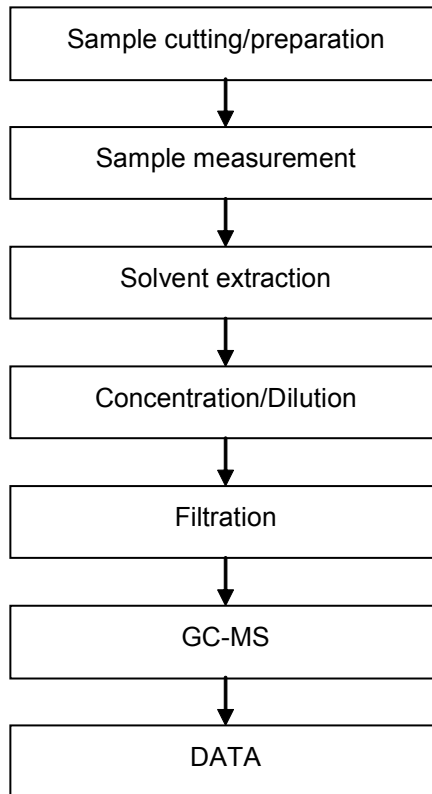 Sample cutting/preparation
Sample measurement
Solvent extraction
Concentration/Dilution
Filtration
GC-MS
DATA